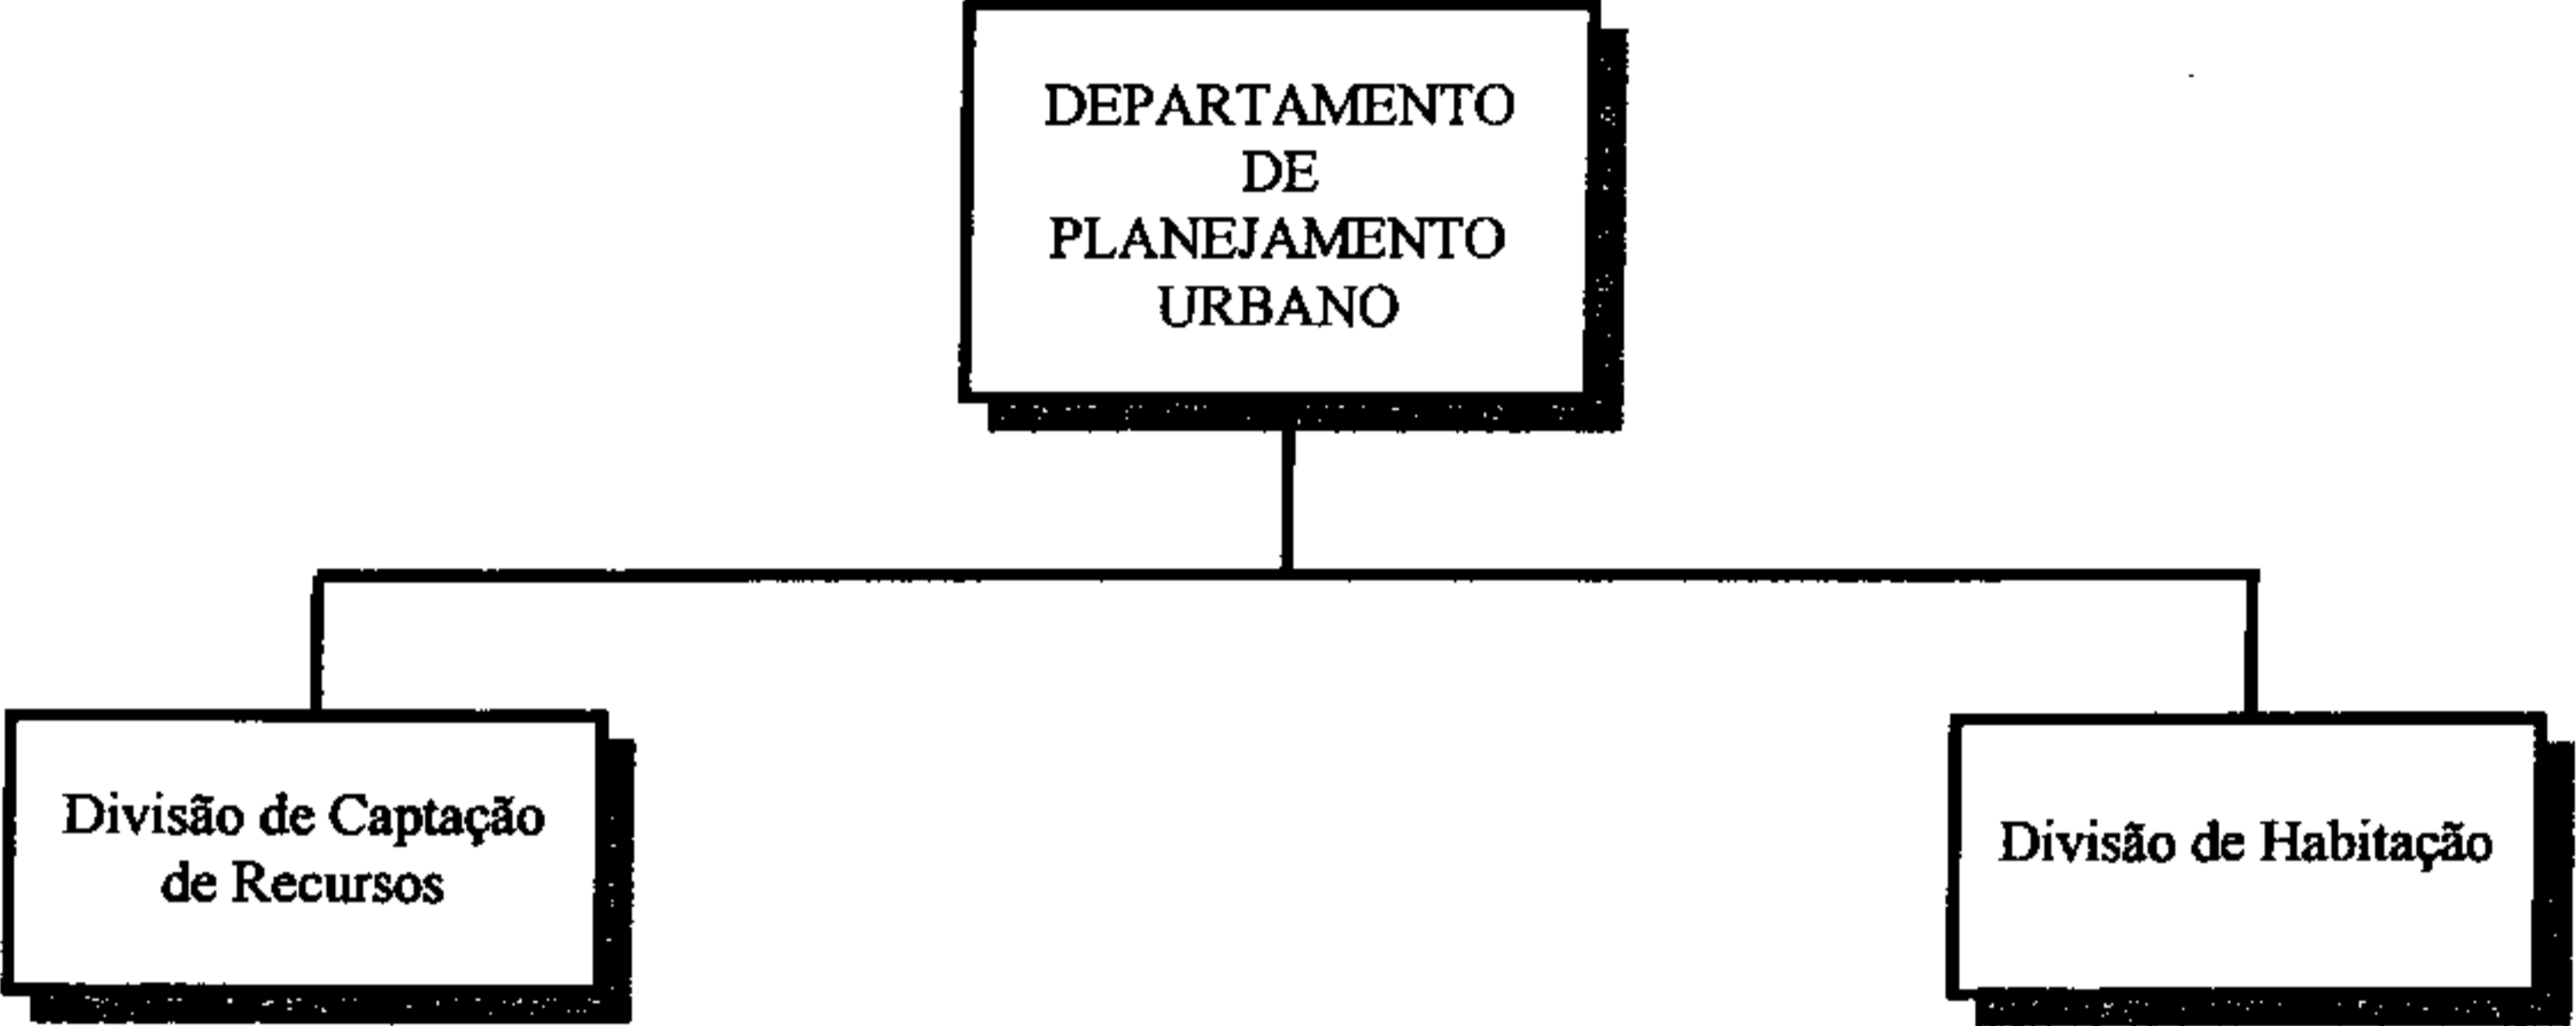 DEPARTAMENTO
DE
PLANEJAMENTO
URBANO
Divisão de Captação
de Recursos
Divisão de Habitação